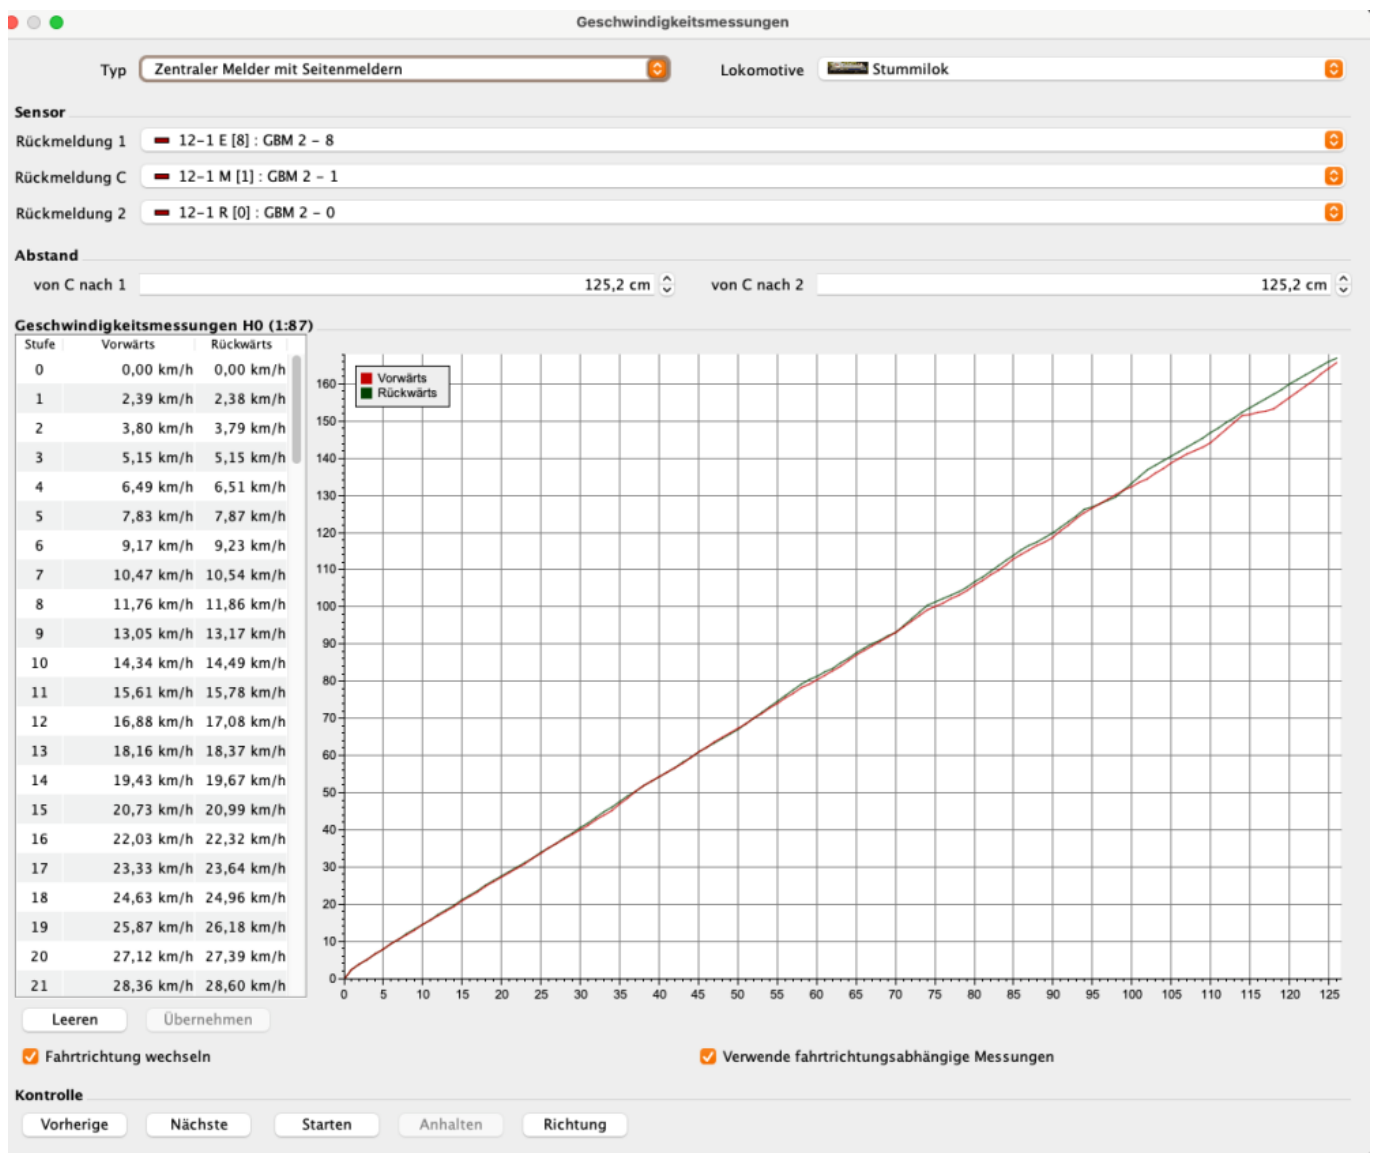 Geschwindigkeitsmessungen
Typ Zentraler Melder mit Seitenmeldern Lokomotive Stummilok
Sensor
Rückmeldung 1 12-1 E [8] : GBM 2 - 8
Rückmeldung C 12-1 M [1] : GBM 2 - 1
Rückmeldung 2 12-1 R [0] : GBM 2 - 0
Abstand
von C nach 1 125,2 cm von C nach 2 125,2 cm
Geschwindigkeitsmessungen H0 (1:87)
Stufe Vorwärts Rückwärts
0 0,00 km/h 0,00 km/h
1 2,39 km/h 2,38 km/h
2 3,80 km/h 3,79 km/h
3 5,15 km/h 5,15 km/h
4 6,49 km/h 6,51 km/h
5 7,83 km/h 7,87 km/h
6 9,17 km/h 9,23 km/h
7 10,47 km/h 10,54 km/h
8 11,76 km/h 11,86 km/h
9 13,05 km/h 13,17 km/h
10 14,34 km/h 14,49 km/h
11 15,61 km/h 15,78 km/h
12 16,88 km/h 17,08 km/h
13 18,16 km/h 18,37 km/h
14 19,43 km/h 19,67 km/h
15 20,73 km/h 20,99 km/h
16 22,03 km/h 22,32 km/h
17 23,33 km/h 23,64 km/h
18 24,63 km/h 24,96 km/h
19 25,87 km/h 26,18 km/h
20 27,12 km/h 27,39 km/h
21 28,36 km/h 28,60 km/h
Vorwärts
Rückwärts
160
150
140
130
120
110
100
90
80
70
60
50
40
30
20
10
0
0 5 10 15 20 25 30 35 40 45 50 55 60 65 70 75 80 85 90 95 100 105 110 115 120 125
Leeren Übernehmen
Fahrtrichtung wechseln Verwende fahrtrichtungsabhängige Messungen
Kontrolle
Vorherige Nächste Starten Anhalten Richtung